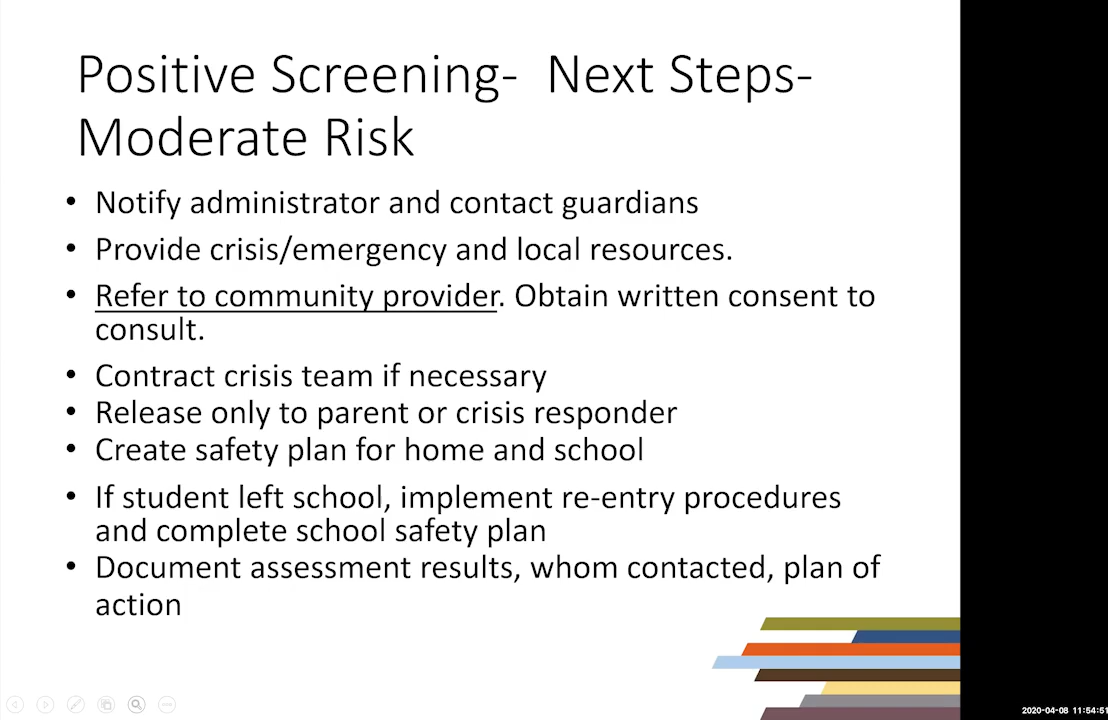 Positive Screening-  Next Steps-
Moderate Risk
• Notify administrator and contact guardians
• Provide crisis/emergency and local resources.
• Refer to community provider. Obtain written consent to
consult.
• Contract crisis team if necessary
• Release only to parent or crisis responder
• Create safety plan for home and school
• If student left school, implement re-entry procedures
and complete school safety plan
• Document assessment results, whom contacted, plan of
action
2020-04-08 11:54:51